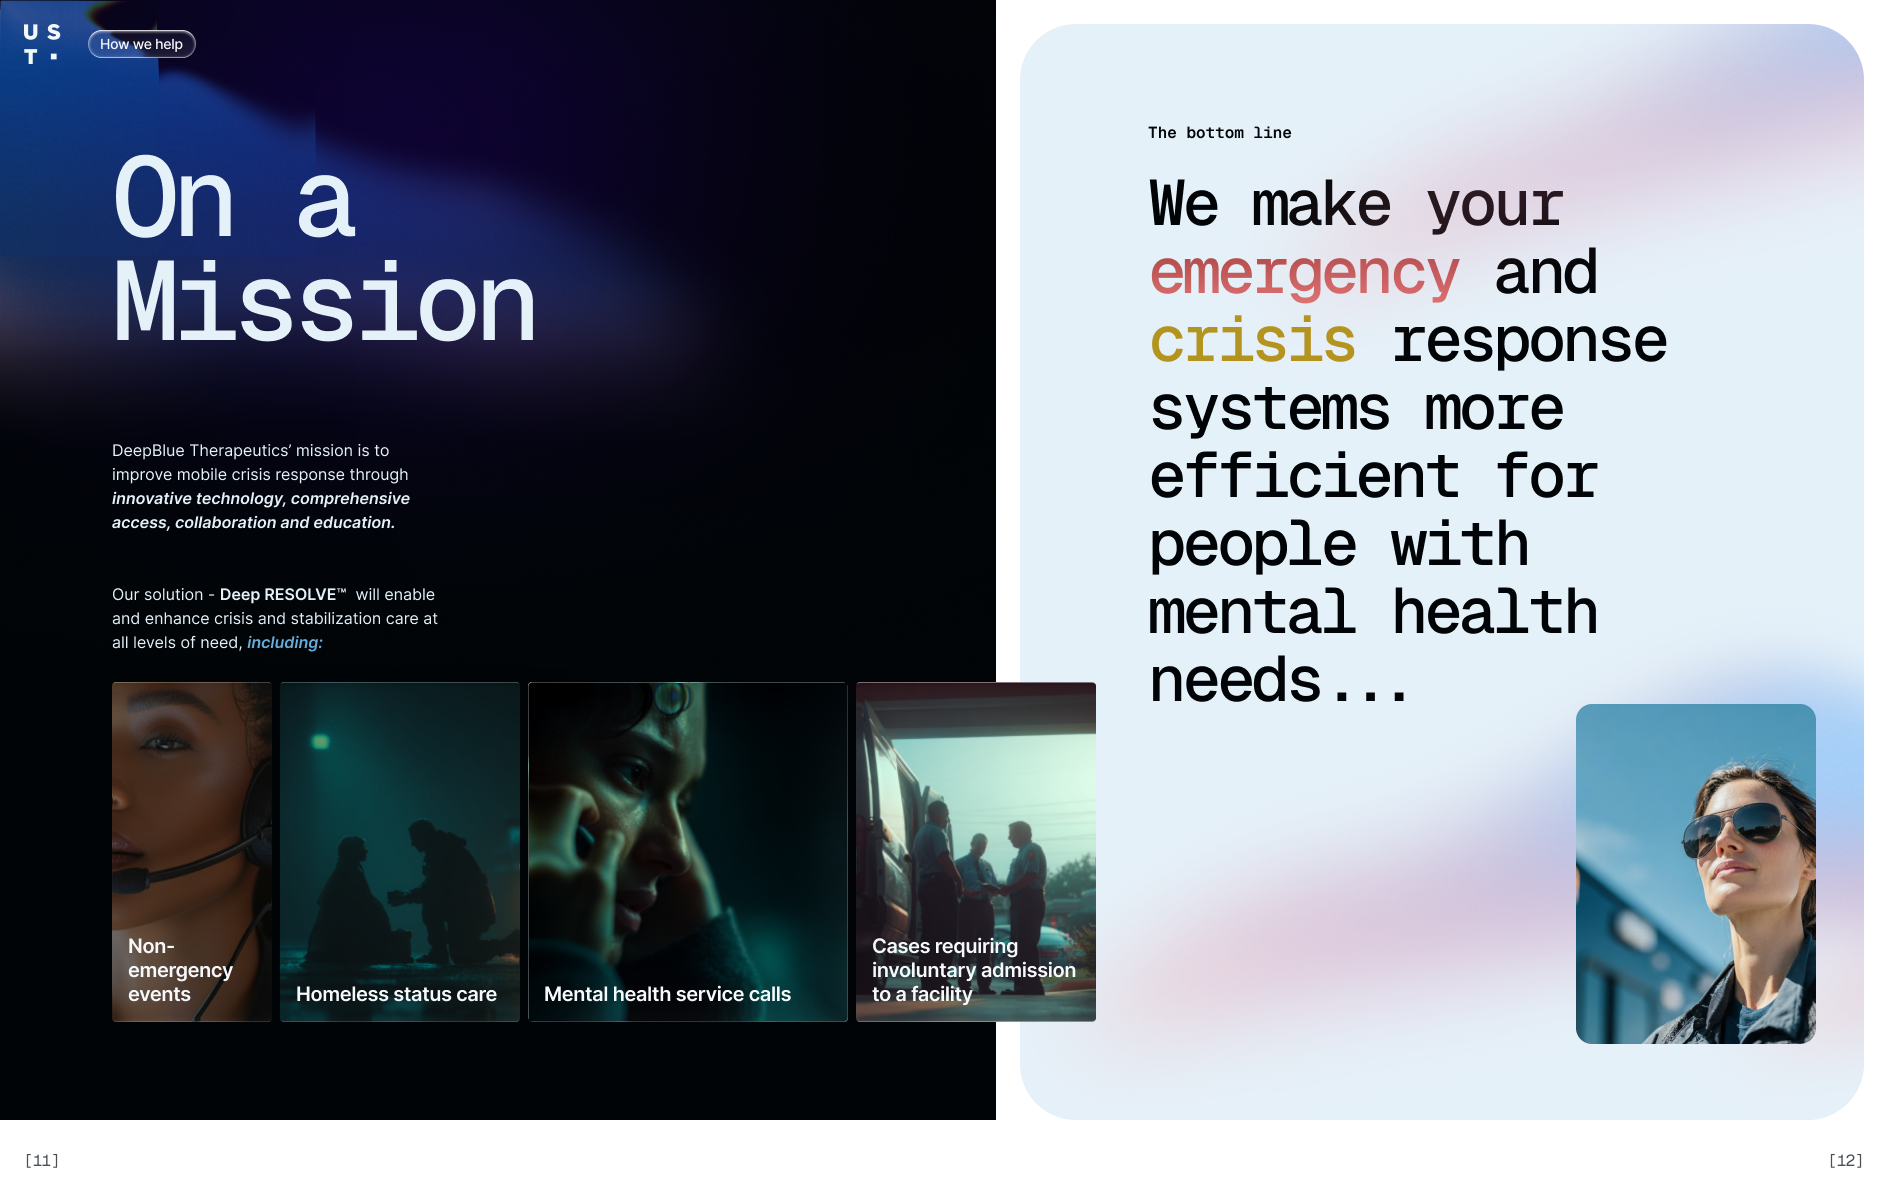 U S
T .
How we help
On a
Mission
DeepBlue Therapeutics’ mission is to
improve mobile crisis response through
innovative technology, comprehensive
access, collaboration and education.
Our solution - Deep RESOLVE™ will enable
and enhance crisis and stabilization care at
all levels of need, including:
Non-
emergency
events
Homeless status care
Mental health service calls
Cases requiring
involuntary admission
to a facility
[11]
The bottom line
We make your
emergency and
crisis response
systems more
efficient for
people with
mental health
needs...
[12]